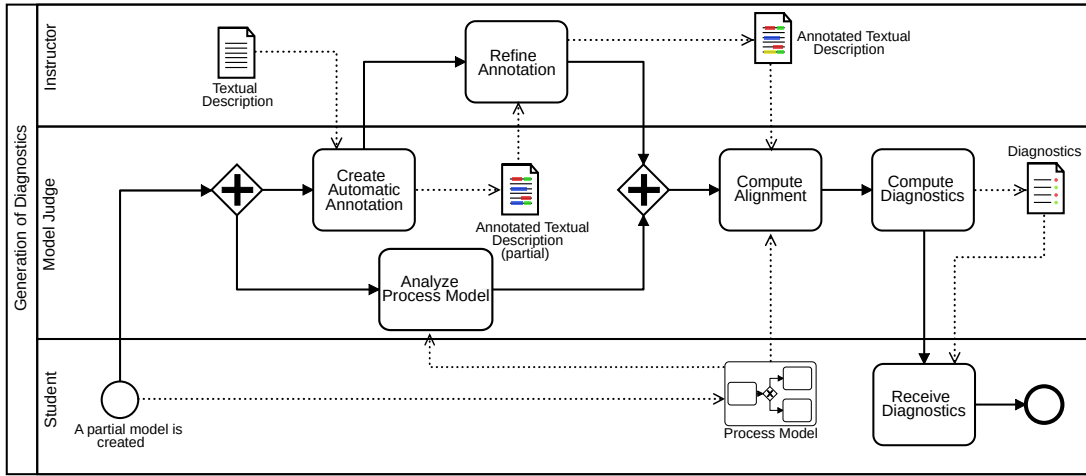 Generation of Diagnostics
Instructor
Textual
Description
Refine
Annotation
Annotated Textual
Description
Model Judge
Create
Automatic
Annotation
Annotated Textual
Description
(partial)
Analyze
Process Model
Compute
Alignment
Compute
Diagnostics
Diagnostics
Student
A partial model is
created
Process Model
Receive
Diagnostics